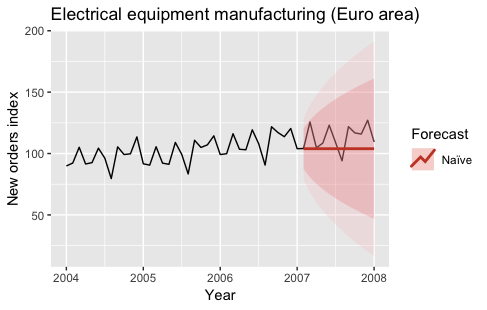 Electrical equipment manufacturing (Euro area)
200
150
100
50
New orders index
2004
2005
2006
2007
2008
Year
Forecast
Naïve